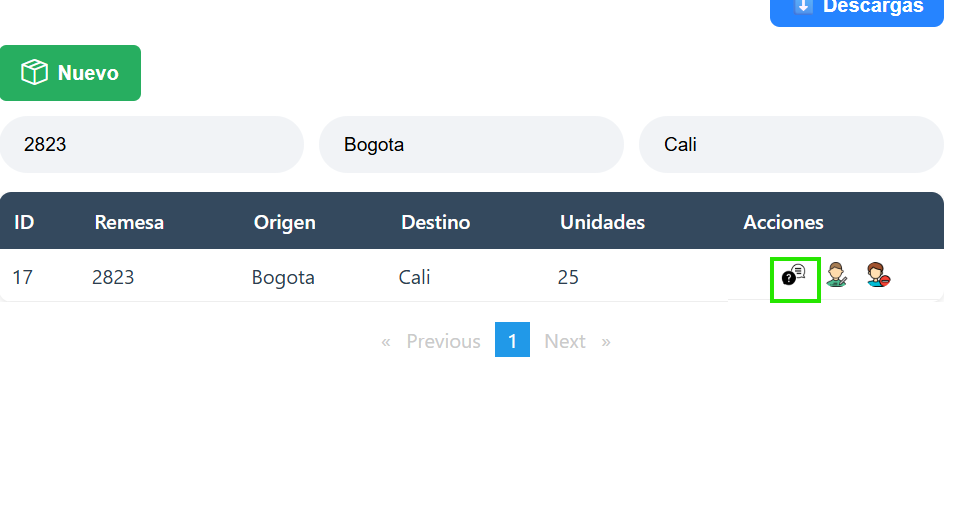 Descargas
Nuevo
2823 Bogota Cali
ID Remesa Origen Destino Unidades Acciones
17 2823 Bogota Cali 25 ?
« Previous 1 Next »